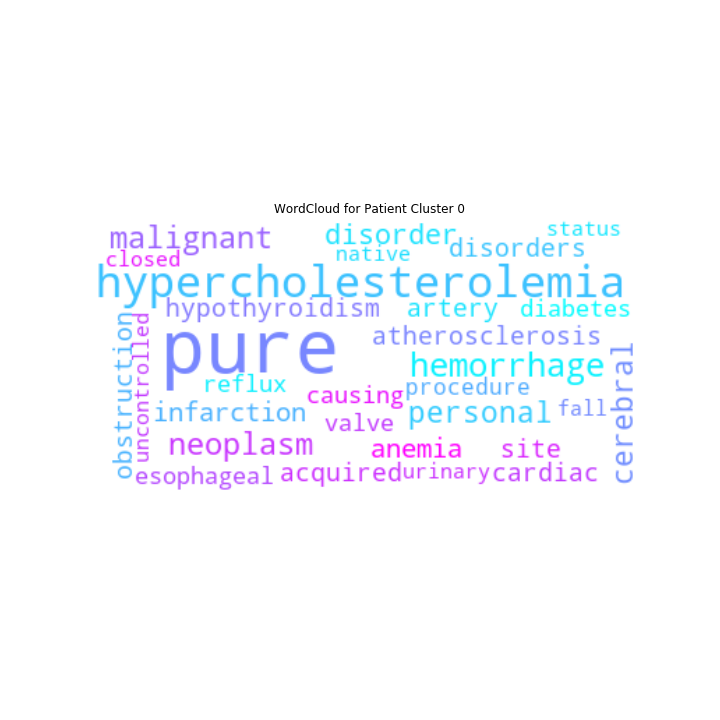 WordCloud for Patient Cluster 0
malignant
disorder
status
closed
native
disorders
hypercholesterolemia
hypothyroidism
artery
diabetes
obstruction
uncontrolled
pure
atherosclerosis
hemorrhage
cerebral
reflux
causing
procedure
infarction
valve
personal
fall
neoplasm
anemia
site
esophageal
acquired
urinary
cardiac